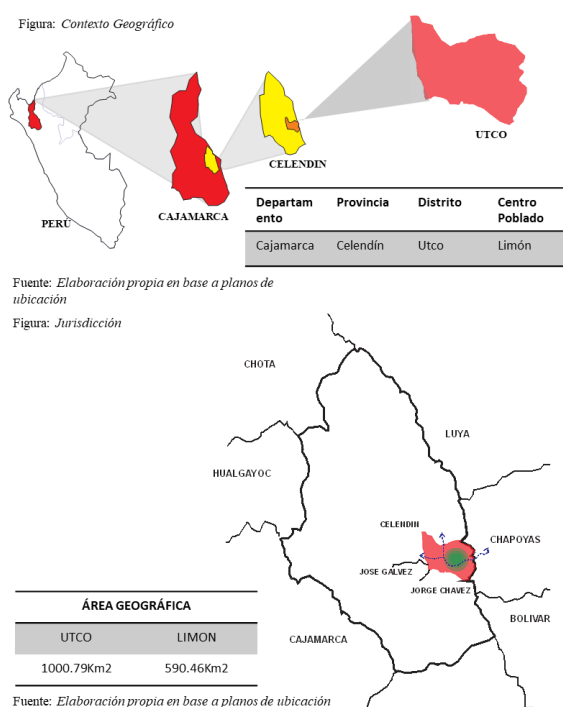 Figura: Contexto Geográfico
UTCO
CELENDIN
CAJAMARCA
PERÚ
Departam
ento
Provincia
Distrito
Centro
Poblado
Cajamarca
Celendín
Utco
Limón
Fuente: Elaboración propia en base a planos de
ubicación
Figura: Jurisdicción
CHOTA
LUYA
HUALGAYOC
CELENDIN
CHAPOYAS
JOSE GALVEZ
JORGE CHAVEZ
BOLIVAR
CAJAMARCA
ÁREA GEOGRÁFICA
UTCO LIMON
1000.79Km2 590.46Km2
Fuente: Elaboración propia en base a planos de ubicación